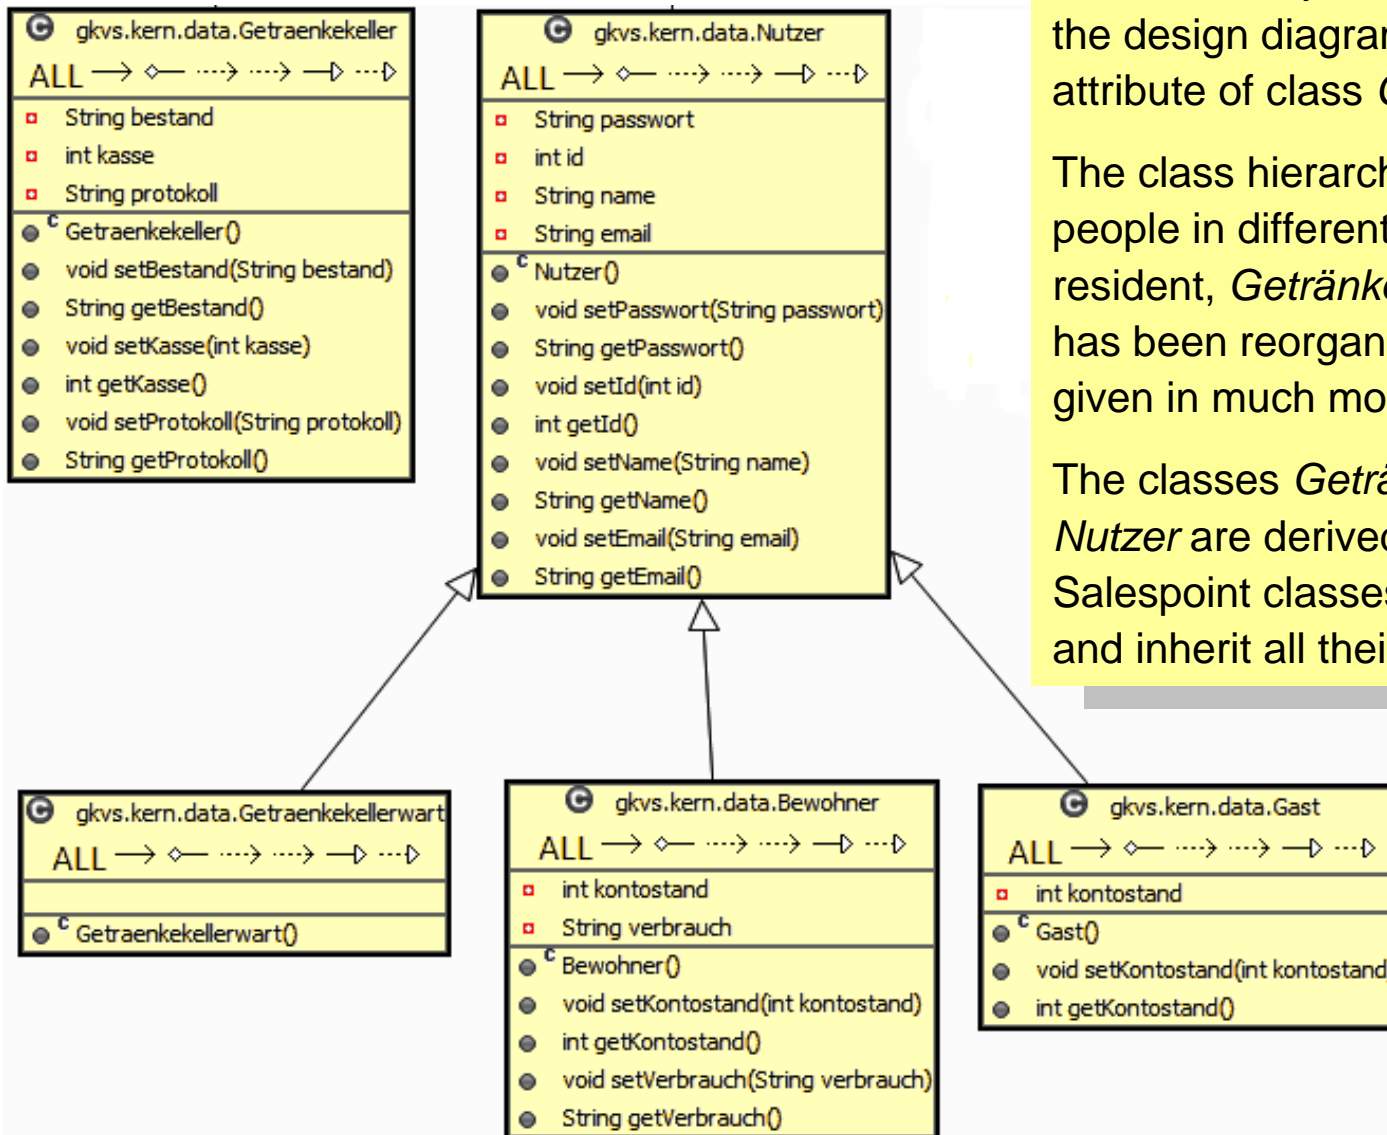 gkvs.kern.data.Getraenkekeller
ALL
String bestand
int kasse
String protokoll
c Getraenkekeller()
void setBestand(String bestand)
String getBestand()
void setKasse(int kasse)
int getKasse()
void setProtokoll(String protokoll)
String getProtokoll()
gkvs.kern.data.Nutzer
ALL
String passwort
int id
String name
String email
c Nutzer()
void setPasswort(String passwort)
String getPasswort()
void setId(int id)
int getId()
void setName(String name)
String getName()
void setEmail(String email)
String getEmail()
the design diagra
attribute of class
The class hierarch
people in different
resident, Getränk
has been reorgan
given in much mo
The classes Geträ
Nutzer are derive
Salespoint classes
and inherit all thei
gkvs.kern.data.Getraenkekellerwart
ALL
c Getraenkekellerwart()
gkvs.kern.data.Bewohner
ALL
int kontostand
String verbrauch
c Bewohner()
void setKontostand(int kontostand)
int getKontostand()
void setVerbrauch(String verbrauch)
String getVerbrauch()
gkvs.kern.data.Gast
ALL
int kontostand
c Gast()
void setKontostand(int kontostand
int getKontostand()